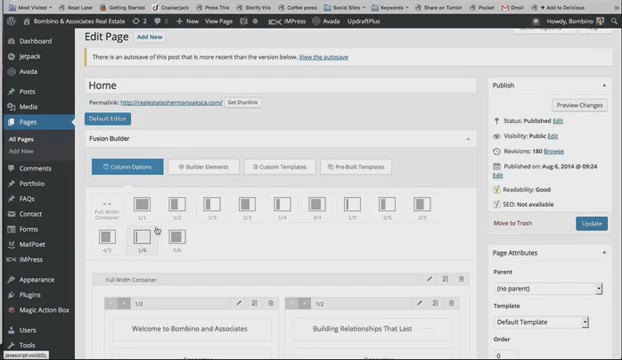 Most Visited
Read Later
Getting Started
Crackerjack
Press This
Storify this
Coffee press
Social Sites
Keywords
Share on Tumblr
Pocket
Gmail
Add to Delicious
Bombino & Associates Real Estate
2
0
New
View Page
IMPress
Avada
UpdraftPlus
Howdy, Bombino
Dashboard
Jetpack
Avada
Posts
Media
Pages
All Pages
Add New
Comments
Portfolio
FAQs
Contact
Forms
MailPoet
IMPress
Appearance
Plugins
Magic Action Box
Users
Tools
javascript:void(0);
Edit Page
Add New
Screen Options
Help
There is an autosave of this post that is more recent than the version below. View the autosave
Home
Permalink: http://realestateshermanoaksca.com/ Get Shortlink
Default Editor
Fusion Builder
Column Options
Builder Elements
Custom Templates
Pre-Built Templates
Full Width Container
1/1
1/2
1/3
2/3
1/4
3/4
1/5
2/5
3/5
4/5
1/6
5/6
Full Width Container
1/2
1/2
Welcome to Bombino and Associates
Building Relationships That Last
Separator
Separator
Publish
Preview Changes
Status: Published Edit
Visibility: Public Edit
Revisions: 180 Browse
Published on: Aug 6, 2014 @ 09:24
Edit
Readability: Good
SEO: Not available
Move to Trash
Update
Page Attributes
Parent
(no parent)
Template
Default Template
Order
0